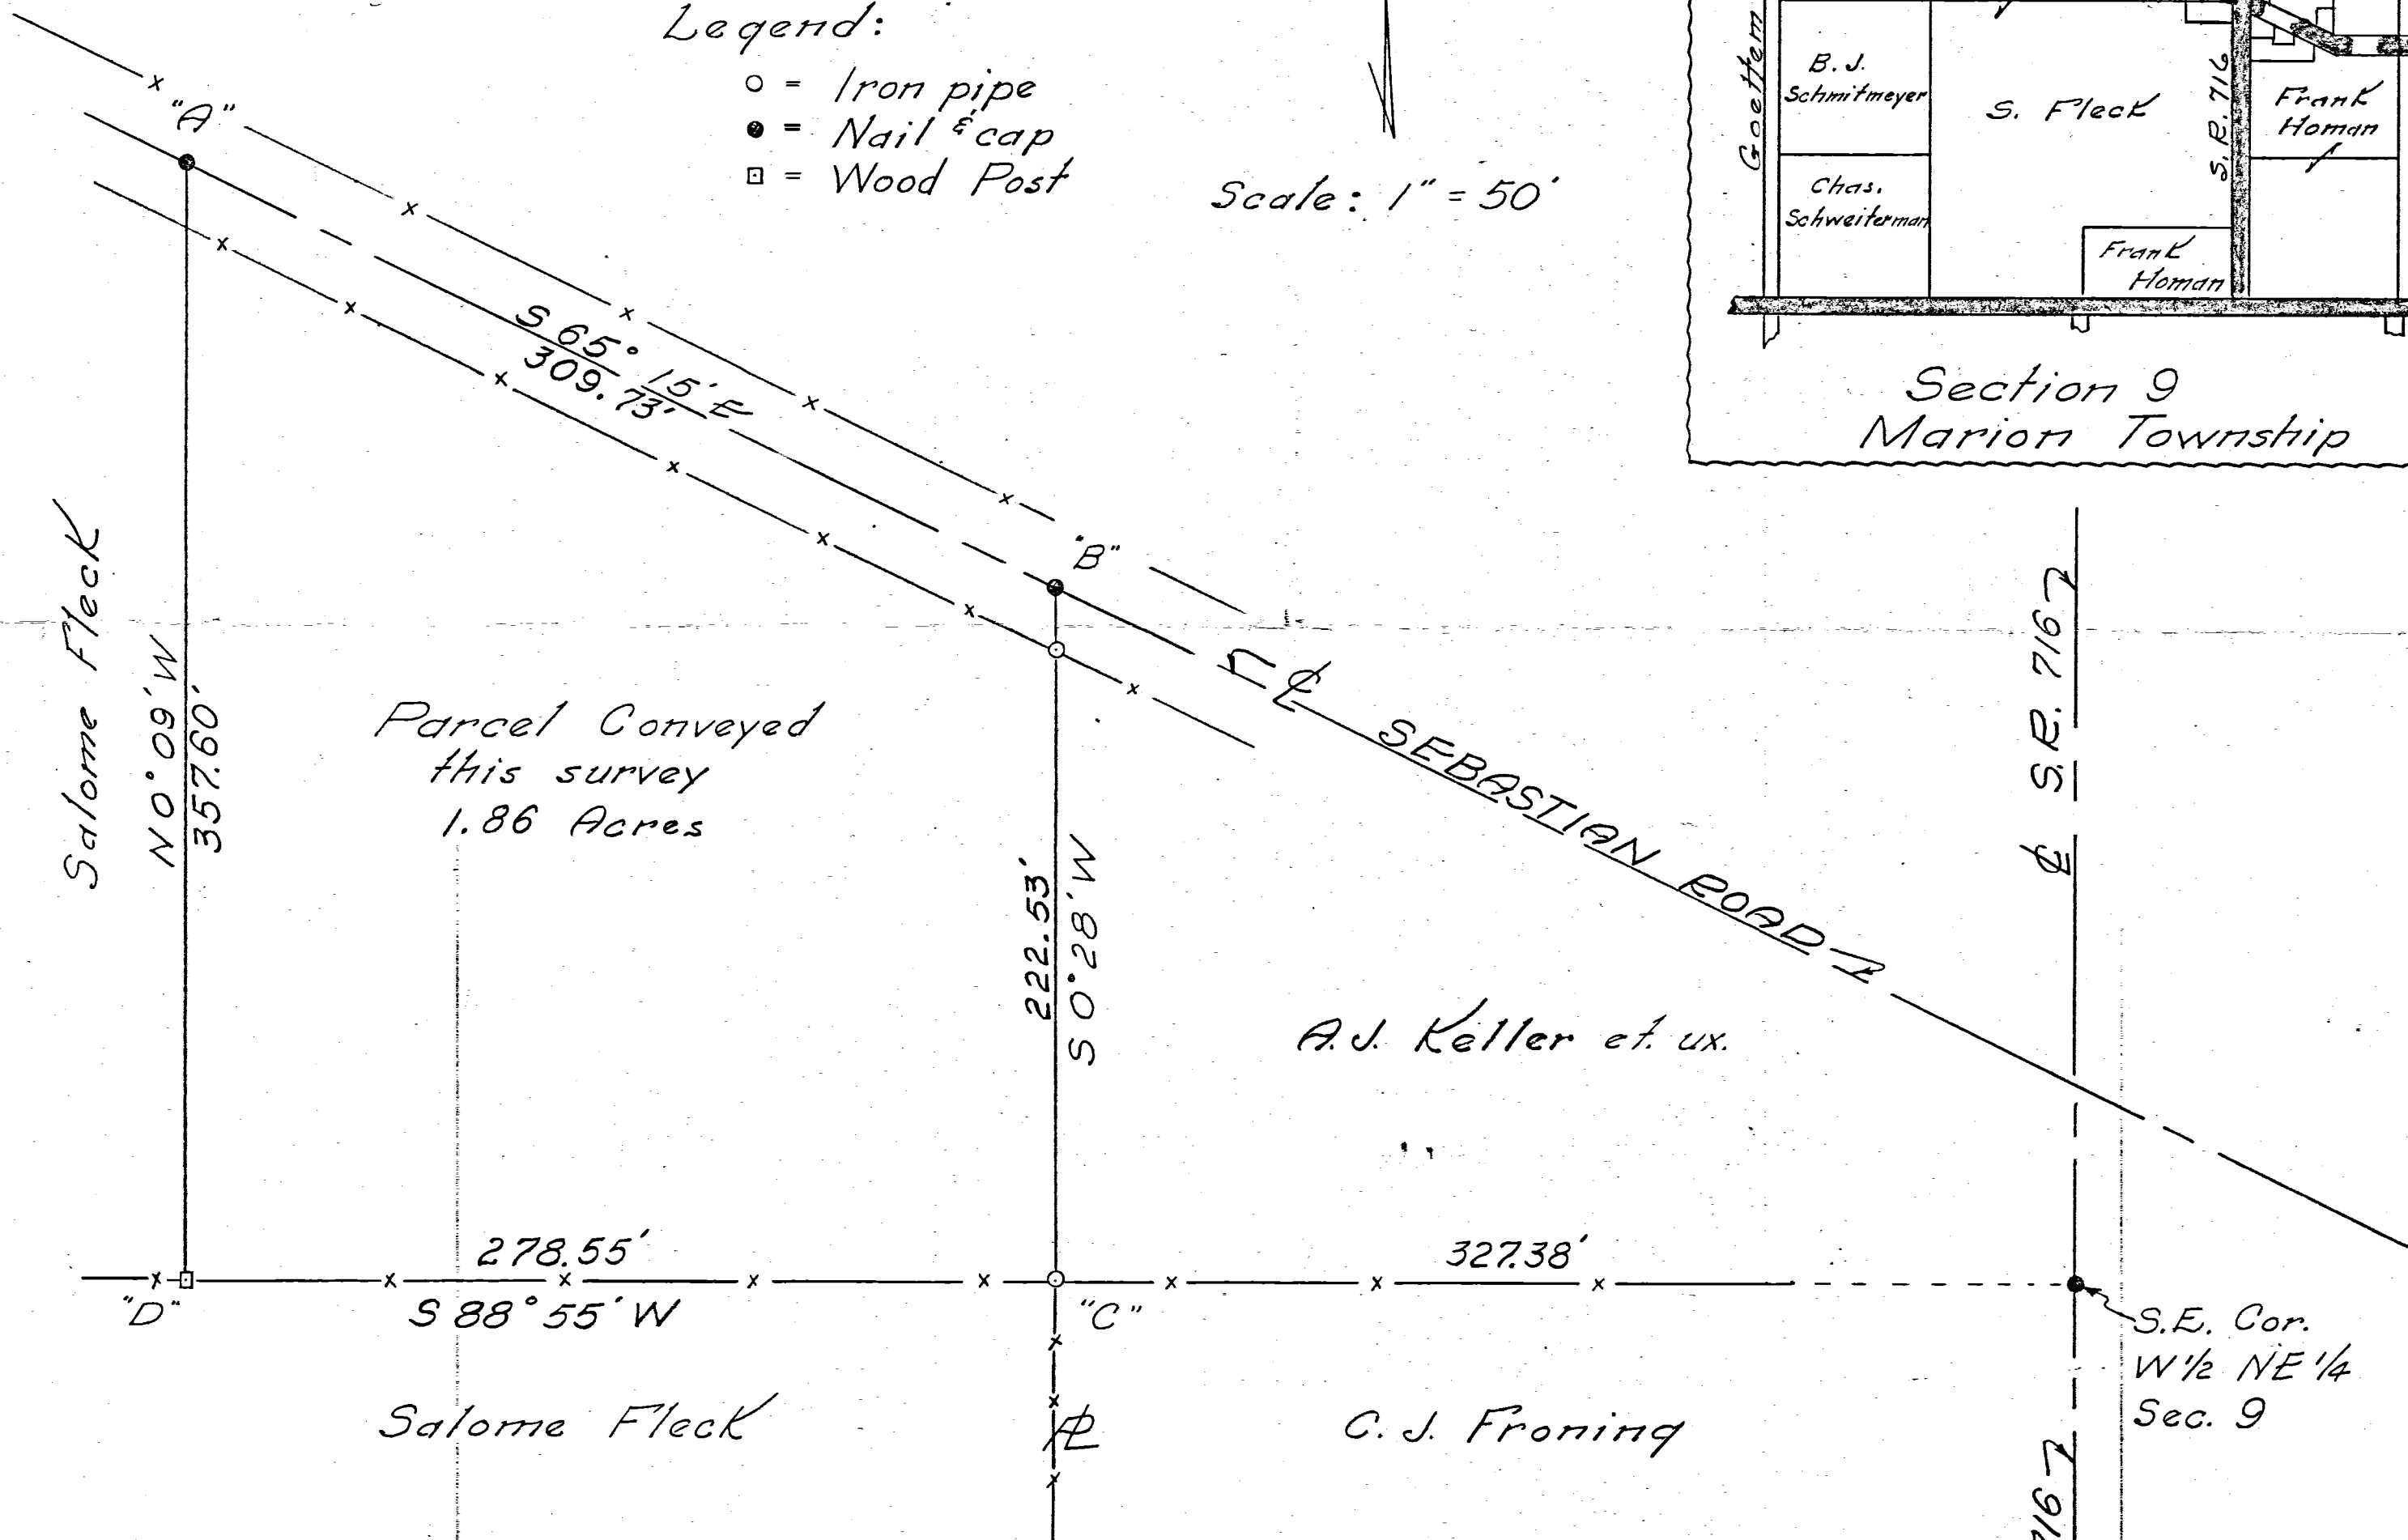 Legend:
○ = Iron pipe
● = Nail & cap
⊡ = Wood Post
Scale: 1" = 50'
Goettem
B. J.
Schmitmeyer
Chas.
Schweiterman
S. Fleck
S. R. 716
Frank
Homan
Frank
Homan
Section 9
Marion Township
"A"
S 65° 15' E
309.73'
"B"
Salome Fleck
N 0° 09' W
357.60'
Parcel Conveyed
this survey
1.86 Acres
222.53'
S 0° 28' W
℄ SEBASTIAN ROAD
℄ S.R. 716
A. J. Keller et. ux.
278.55'
S 88° 55' W
327.38'
"D"
"C"
S.E. Cor.
W 1/2 NE 1/4
Sec. 9
Salome Fleck
PL
C. J. Froning
716